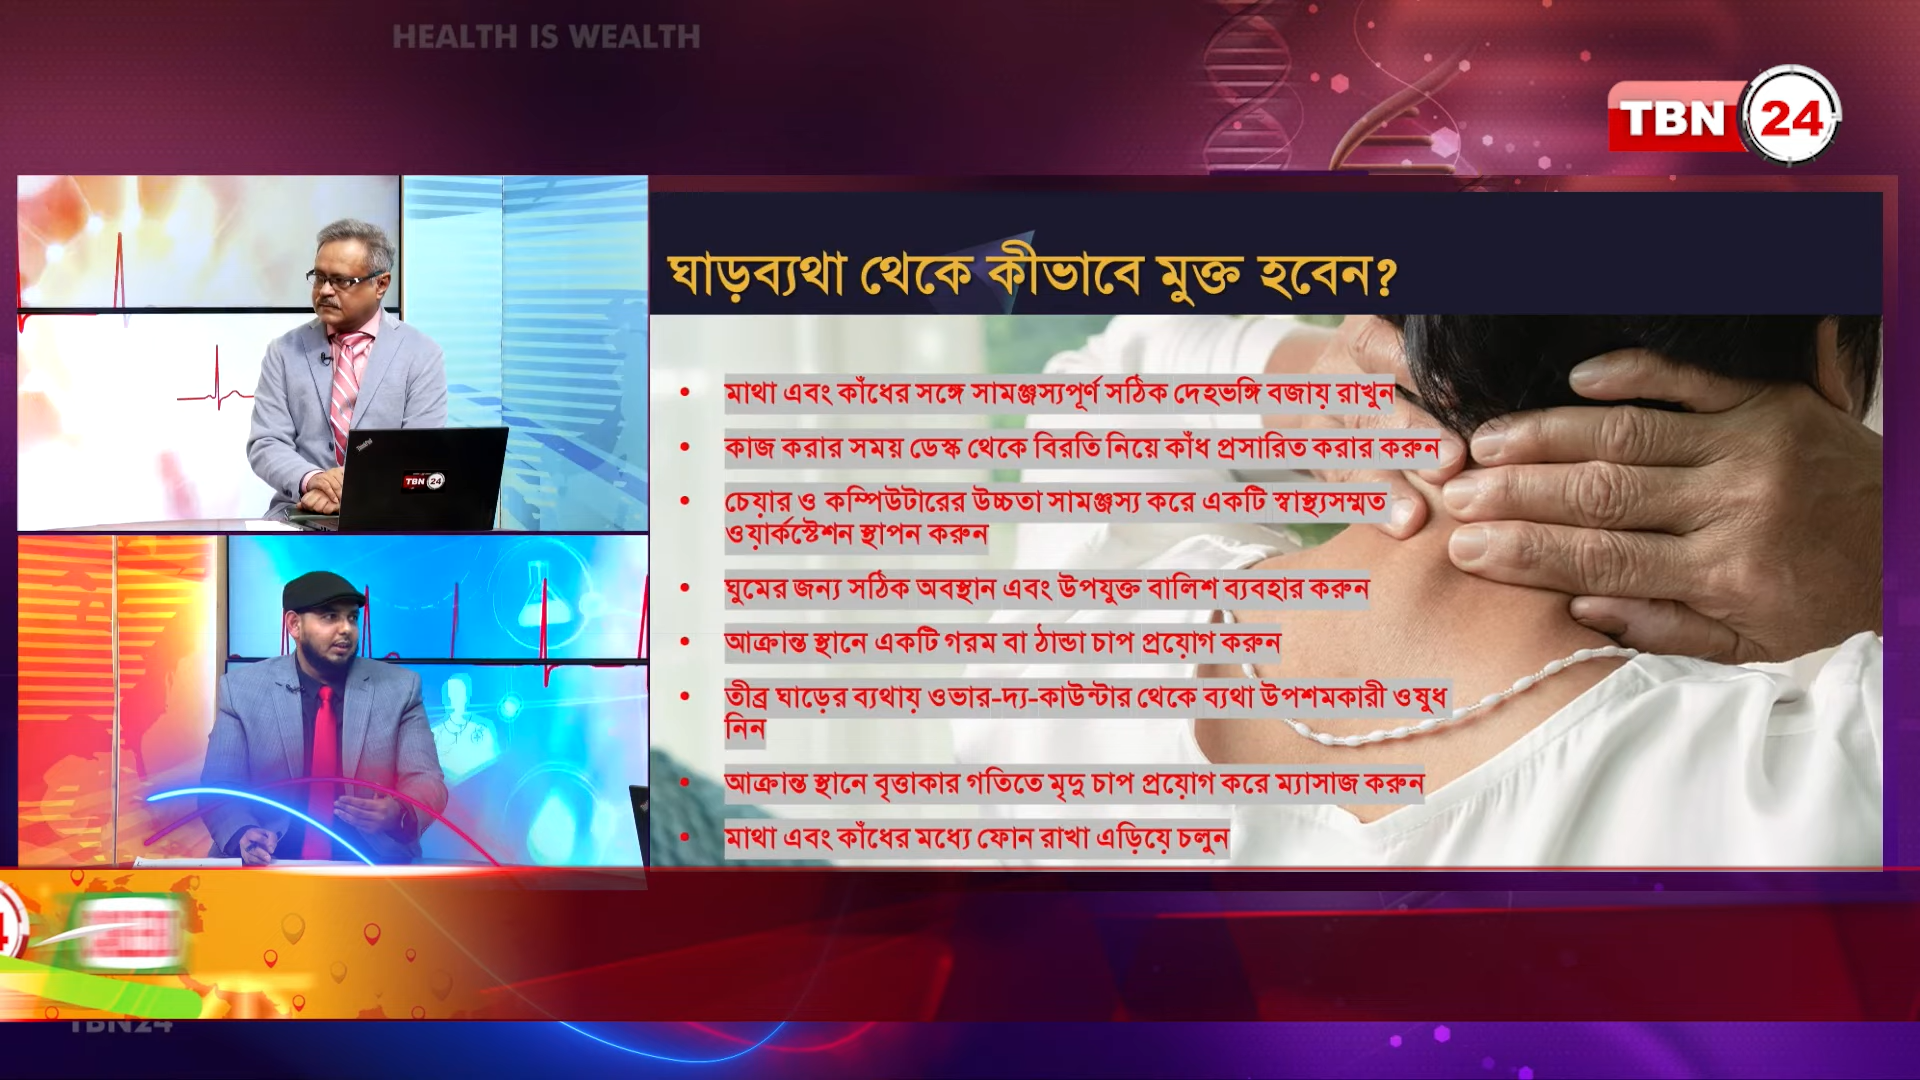 HEALTH IS WEALTH
TBN 24
ঘাড়ব্যথা থেকে কীভাবে মুক্ত হবেন?
• মাথা এবং কাঁধের সঙ্গে সামঞ্জস্যপূর্ণ সঠিক দেহভঙ্গি বজায় রাখুন
• কাজ করার সময় ডেস্ক থেকে বিরতি নিয়ে কাঁধ প্রসারিত করার করুন
• চেয়ার ও কম্পিউটারের উচ্চতা সামঞ্জস্য করে একটি স্বাস্থ্যসম্মত
ওয়ার্কস্টেশন স্থাপন করুন
• ঘুমের জন্য সঠিক অবস্থান এবং উপযুক্ত বালিশ ব্যবহার করুন
• আক্রান্ত স্থানে একটি গরম বা ঠান্ডা চাপ প্রয়োগ করুন
• তীব্র ঘাড়ের ব্যথায় ওভার-দ্য-কাউন্টার থেকে ব্যথা উপশমকারী ওষুধ
নিন
• আক্রান্ত স্থানে বৃত্তাকার গতিতে মৃদু চাপ প্রয়োগ করে ম্যাসাজ করুন
• মাথা এবং কাঁধের মধ্যে ফোন রাখা এড়িয়ে চলুন
ThinkPad
TBN 24
TBN24